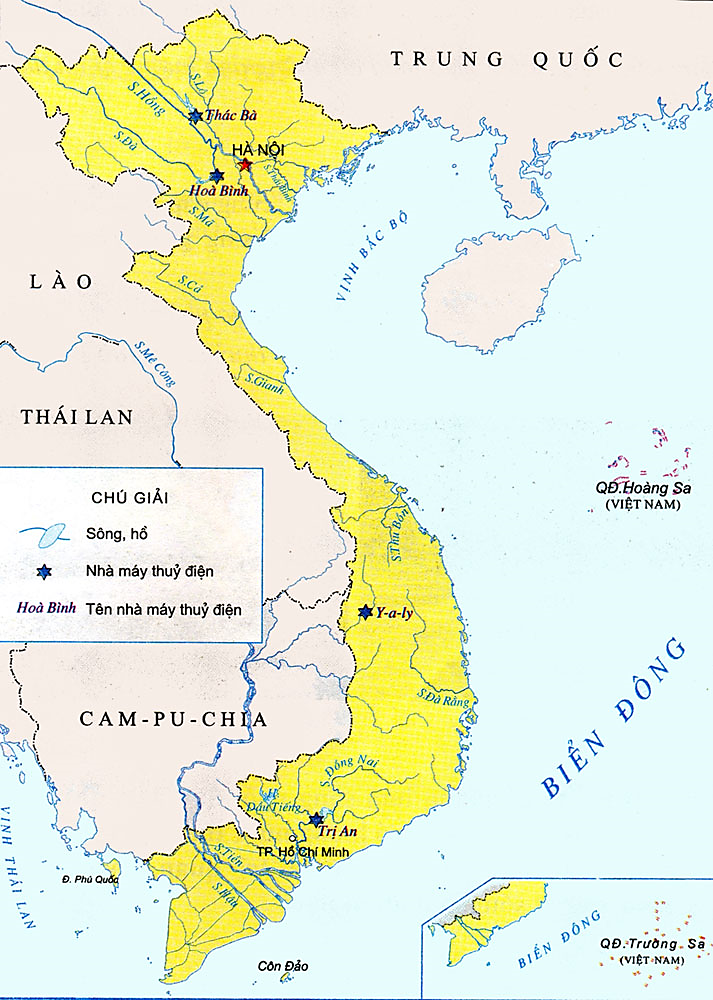 TRUNG QUỐC
S.Lô
S.Hồng
Thác Bà
S.Đà
HÀ NỘI
S.Thái Bình
Hoà Bình
S.Mã
VỊNH BẮC BỘ
LÀO
S.Cả
S.Mê Công
S.Gianh
THÁI LAN
QĐ.Hoàng Sa
(VIỆT NAM)
CHÚ GIẢI
Sông, hồ
Nhà máy thuỷ điện
Hoà Bình Tên nhà máy thuỷ điện
S.Thu Bồn
Y-a-ly
BIỂN ĐÔNG
S.Đà Rằng
CAM-PU-CHIA
S.Đồng Nai
H.
Dầu Tiếng
Trị An
TP. Hồ Chí Minh
S.Tiền
S.Hậu
VỊNH THÁI LAN
Đ. Phú Quốc
Côn Đảo
BIỂN ĐÔNG
QĐ.Trường Sa
(VIỆT NAM)